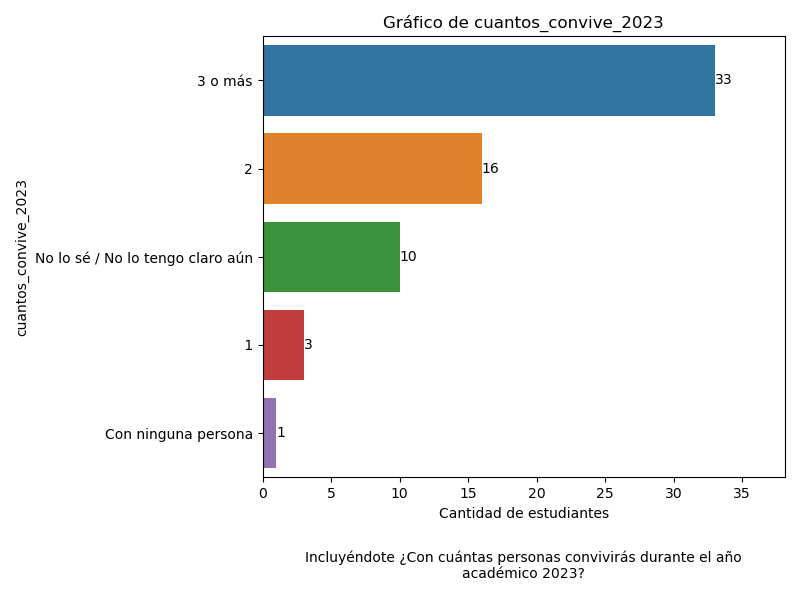 Gráfico de cuantos_convive_2023
cuantos_convive_2023
3 o más
33
2
16
No lo sé / No lo tengo claro aún
10
1
3
Con ninguna persona
1
0 5 10 15 20 25 30 35
Cantidad de estudiantes
Incluyéndote ¿Con cuántas personas convivirás durante el año
académico 2023?